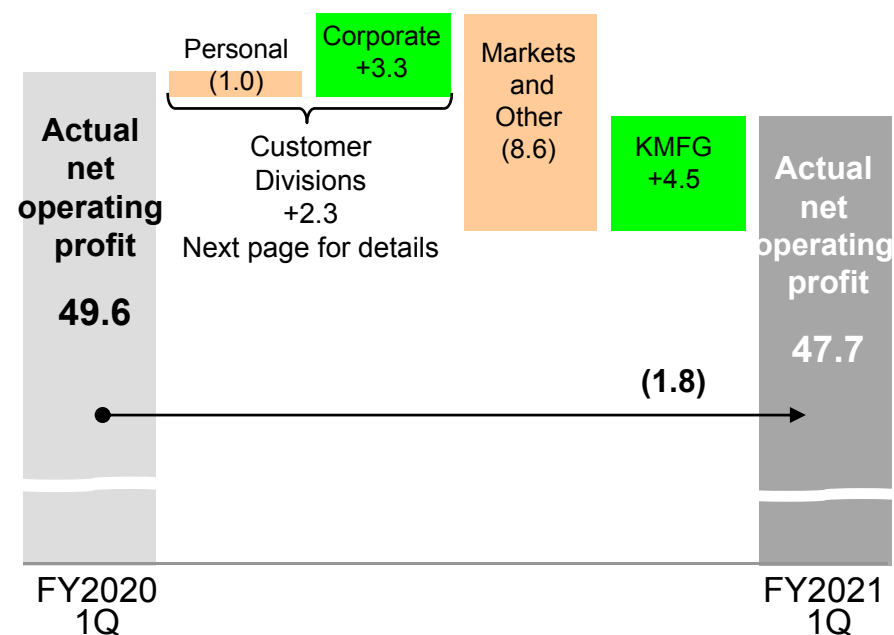 Actual
net
operating
profit
49.6
Personal
(1.0)
Corporate
+3.3
Customer
Divisions
+2.3
Next page for details
Markets
and
Other
(8.6)
KMFG
+4.5
Actual
net
operating
profit
47.7
(1.8)
FY2020
1Q
FY2021
1Q